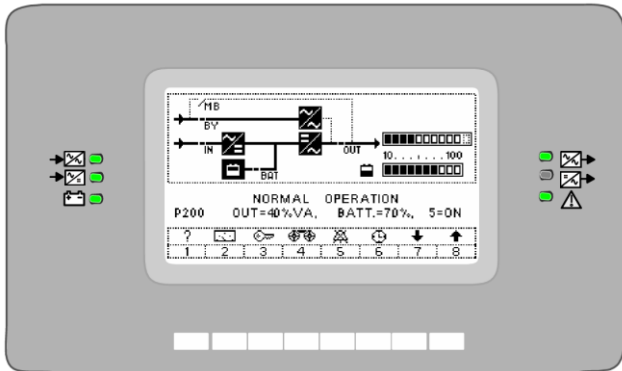 MB
BY
IN
OUT
BAT
10.....100
NORMAL OPERATION
P200 OUT=40%VA, BATT.=70%, 5=ON
?
1 2 3 4 5 6 7 8